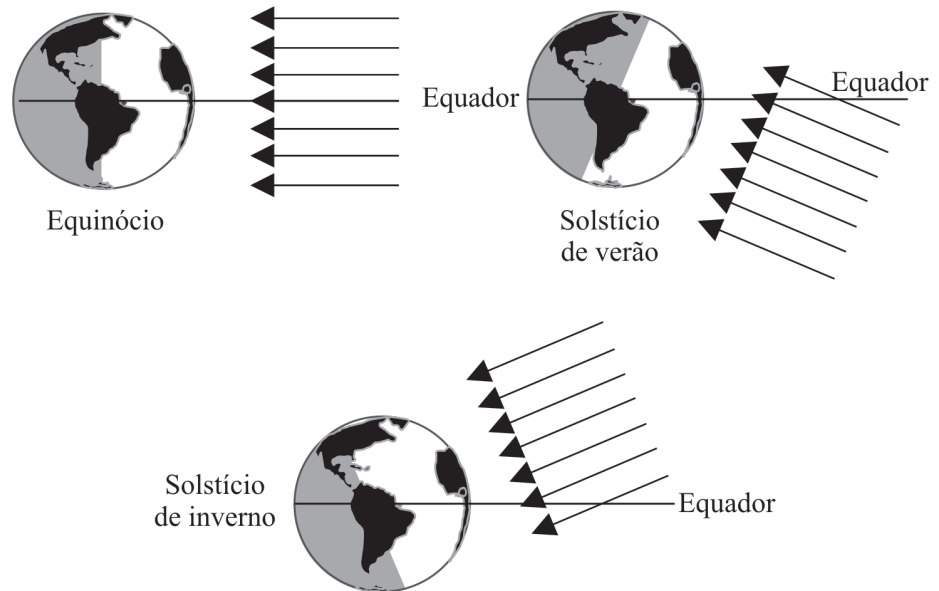 Equinócio
Equador
Equador
Solstício
de verão
Solstício
de inverno
Equador